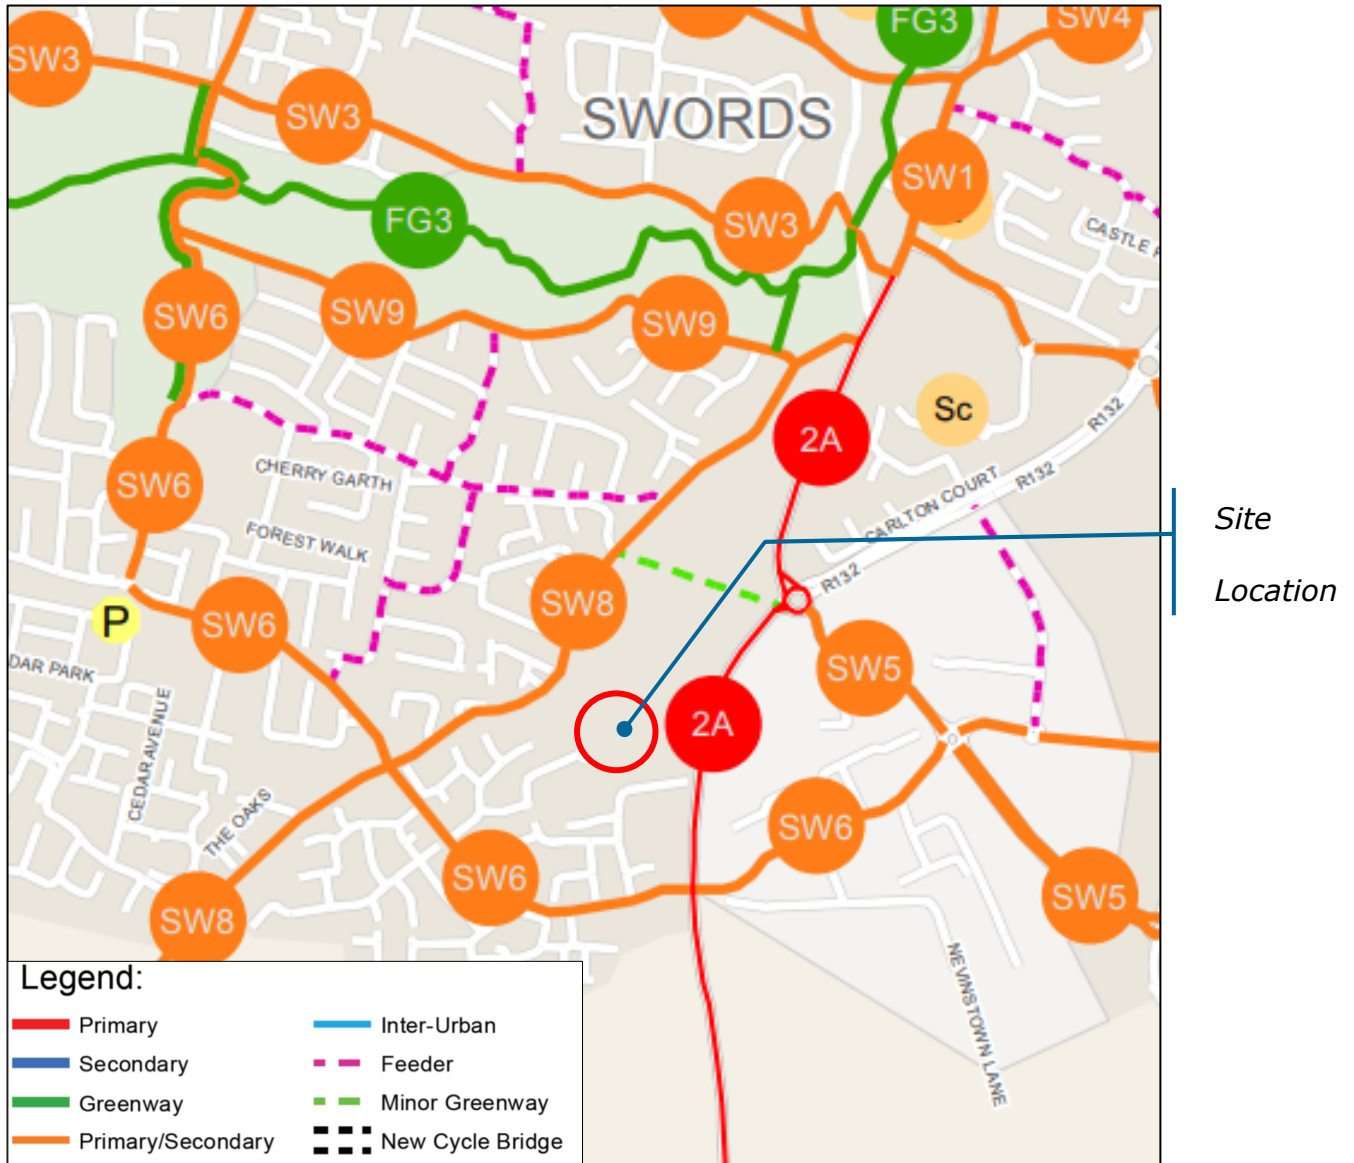 FG3
SW4
SW3
SW3
SWORDS
SW1
FG3
SW3
CASTLE
SW6
SW9
SW9
Sc
2A
R132
R132
CARLTON COURT
CHERRY GARTH
SW6
FOREST WALK
R132
Site
Location
SW8
P
SW6
SW5
DAR PARK
2A
CEDAR AVENUE
THE OAKS
SW6
SW6
SW5
SW8
NEVINSTOWN LANE
Legend:
Primary
Inter-Urban
Secondary
Feeder
Greenway
Minor Greenway
Primary/Secondary
New Cycle Bridge